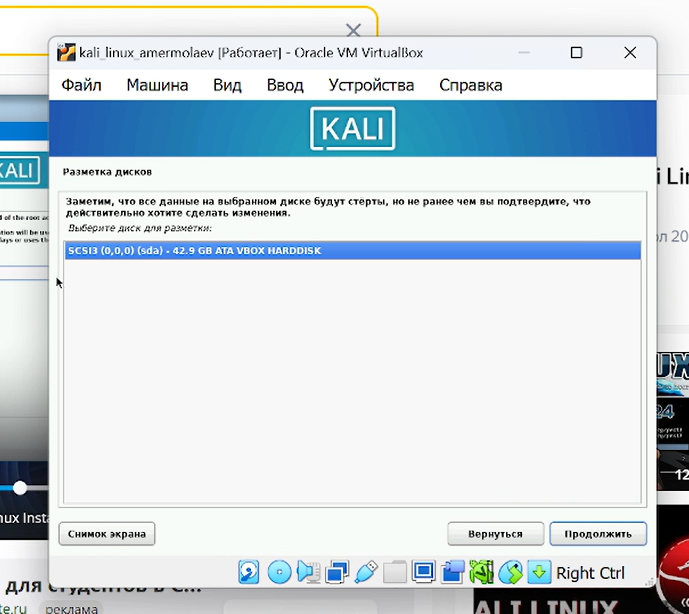 kali_linux_amermolaev [Работает] - Oracle VM VirtualBox
Файл Машина Вид Ввод Устройства Справка
KALI
KALI
Разметка дисков
Заметим, что все данные на выбранном диске будут стерты, но не ранее чем вы подтвердите, что
действительно хотите сделать изменения.
Выберите диск для разметки:
SCSI3 (0,0,0) (sda) - 42.9 GB ATA VBOX HARDDISK
Снимок экрана Вернуться Продолжить
Right Ctrl
для студентов в С...
te.ru реклама
ALI LINUX
i Lin
24
12
nux Inst